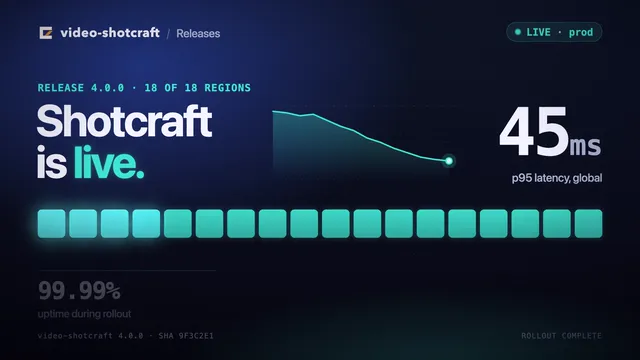 video-shotcraft / Releases
LIVE · prod
RELEASE 4.0.0 · 18 OF 18 REGIONS
Shotcraft
is live.
45ms
p95 latency, global
99.99%
uptime during rollout
video-shotcraft 4.0.0 · SHA 9F3C2E1
ROLLOUT COMPLETE